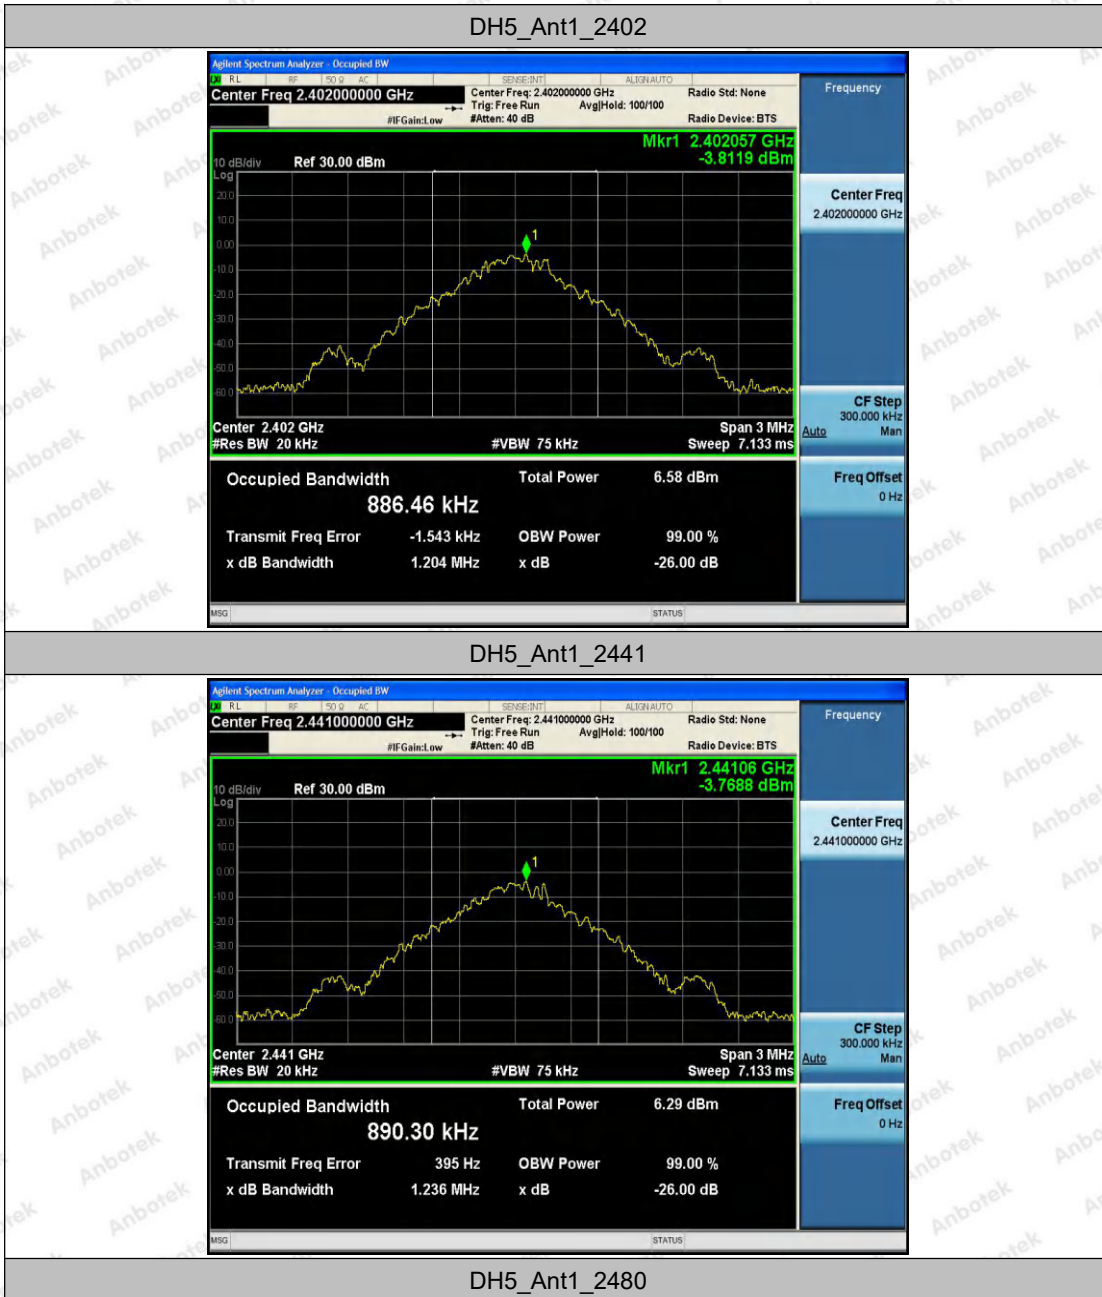 DH5_Ant1_2402
Agilent Spectrum Analyzer - Occupied BW
RL RF 50 Ω AC SENSE:INT ALIGN AUTO
Center Freq 2.402000000 GHz
Center Freq: 2.402000000 GHz
Radio Std: None
Trig: Free Run Avg|Hold: 100/100
#IFGain:Low #Atten: 40 dB Radio Device: BTS
Mkr1 2.402057 GHz
-3.8119 dBm
10 dB/div Ref 30.00 dBm
Log
20.0
10.0
0.00
-10.0
-20.0
-30.0
-40.0
-50.0
-60.0
1
Center 2.402 GHz Span 3 MHz
#Res BW 20 kHz #VBW 75 kHz Sweep 7.133 ms
Occupied Bandwidth Total Power 6.58 dBm
886.46 kHz
Transmit Freq Error -1.543 kHz OBW Power 99.00 %
x dB Bandwidth 1.204 MHz x dB -26.00 dB
MSG STATUS
Frequency
Center Freq
2.402000000 GHz
CF Step
300.000 kHz
Auto Man
Freq Offset
0 Hz
DH5_Ant1_2441
Agilent Spectrum Analyzer - Occupied BW
RL RF 50 Ω AC SENSE:INT ALIGN AUTO
Center Freq 2.441000000 GHz
Center Freq: 2.441000000 GHz
Radio Std: None
Trig: Free Run Avg|Hold: 100/100
#IFGain:Low #Atten: 40 dB Radio Device: BTS
Mkr1 2.44106 GHz
-3.7688 dBm
10 dB/div Ref 30.00 dBm
Log
20.0
10.0
0.00
-10.0
-20.0
-30.0
-40.0
-50.0
-60.0
1
Center 2.441 GHz Span 3 MHz
#Res BW 20 kHz #VBW 75 kHz Sweep 7.133 ms
Occupied Bandwidth Total Power 6.29 dBm
890.30 kHz
Transmit Freq Error 395 Hz OBW Power 99.00 %
x dB Bandwidth 1.236 MHz x dB -26.00 dB
MSG STATUS
Frequency
Center Freq
2.441000000 GHz
CF Step
300.000 kHz
Auto Man
Freq Offset
0 Hz
DH5_Ant1_2480
Anbotek